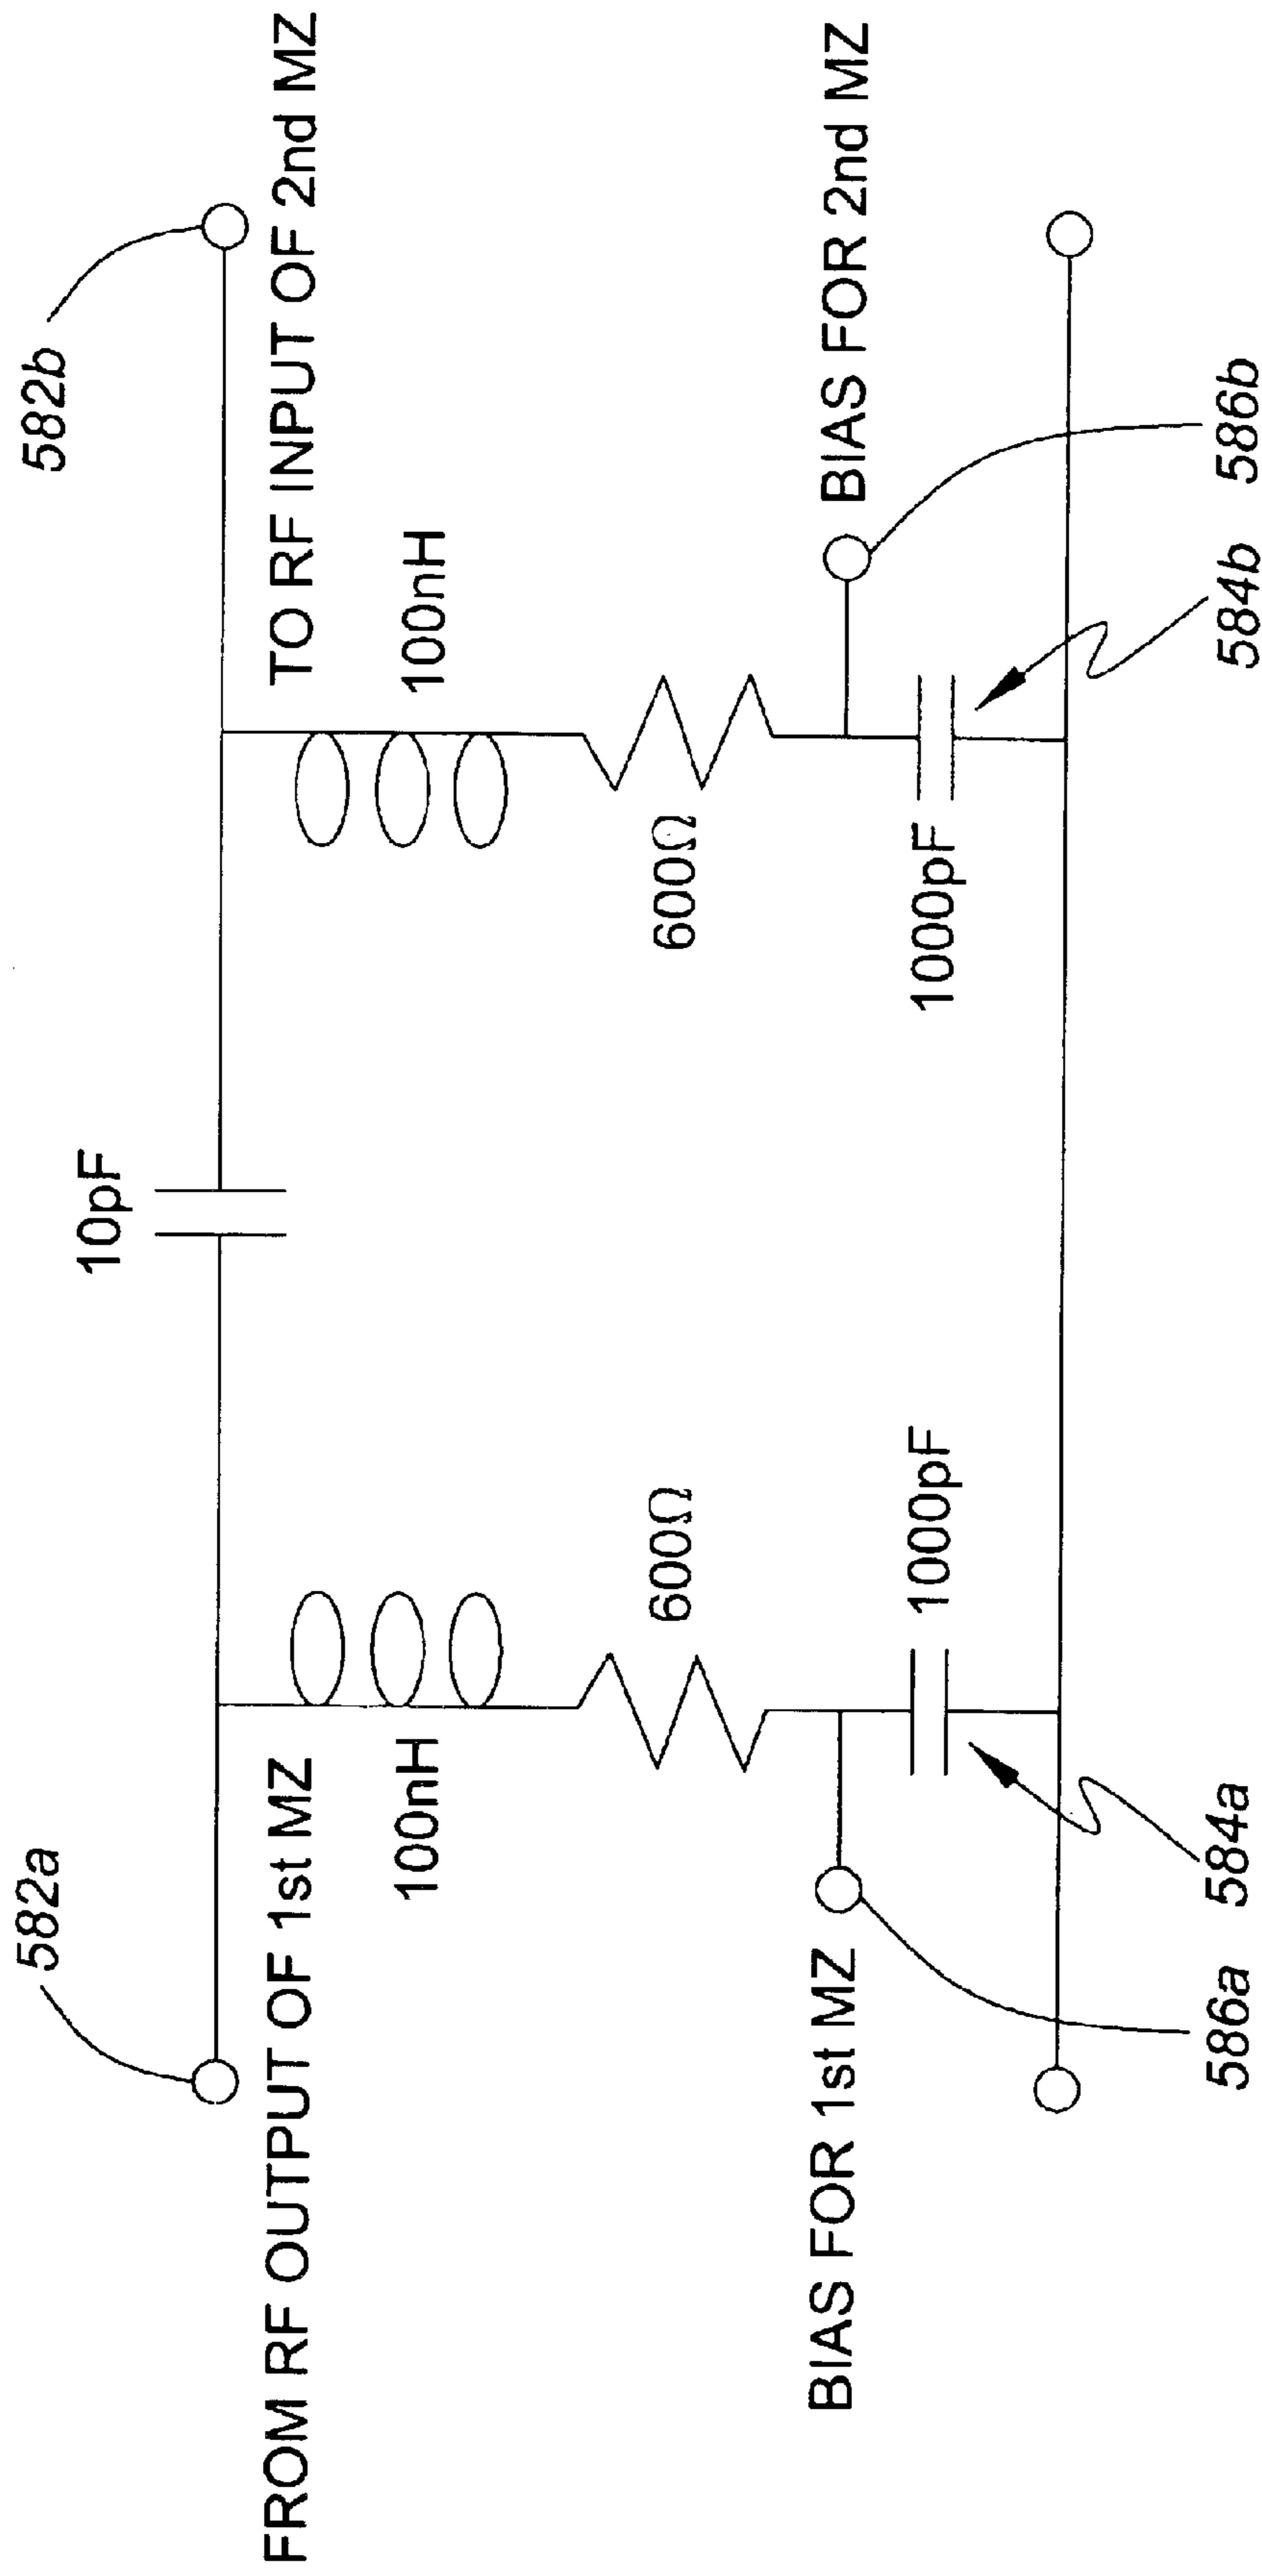 582a
582b
10pF
FROM RF OUTPUT OF 1st MZ
TO RF INPUT OF 2nd MZ
100nH
100nH
600Ω
600Ω
BIAS FOR 1st MZ
BIAS FOR 2nd MZ
1000pF
1000pF
586a
584a
584b
586b